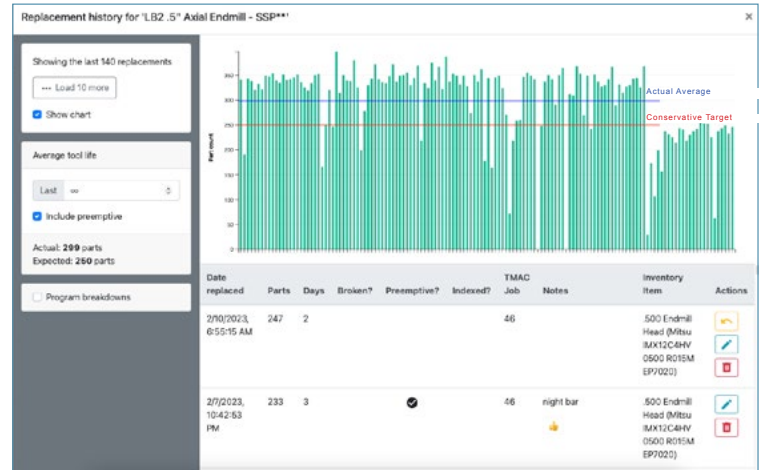 Replacement history for 'LB2 .5" Axial Endmill - SSP**'
×
Showing the last 140 replacements
••• Load 10 more
Show chart
Average tool life
Last ∞
Include preemptive
Actual: 299 parts
Expected: 250 parts
Program breakdowns
Part count
350
300
250
200
150
100
50
0
Actual Average
Conservative Target
Date replaced Parts Days Broken? Preemptive? Indexed? TMAC Job Notes Inventory Item Actions
2/10/2023, 247 2 46 .500 Endmill
6:55:15 AM Head (Mitsu
IMX12C4HV
0500 R015M
EP7020)
2/7/2023, 233 3 46 night bar .500 Endmill
10:42:53 Head (Mitsu
PM 👍 IMX12C4HV
0500 R015M
EP7020)